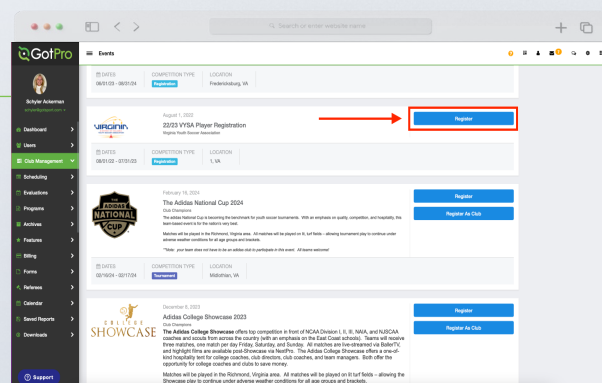 Search or enter website name
GotPro
Events
Schyler Ackerman
Dashboard
Users
Club Management
Scheduling
Evaluations
Programs
Archives
Features
Billing
Forms
Referees
Calendar
Saved Reports
Downloads
Support
DATES
COMPETITION TYPE
LOCATION
08/01/23 - 08/31/24
Registration
Fredericksburg, VA
VIRGINIA
August 1, 2022
22/23 VYSA Player Registration
Virginia Youth Soccer Association
Register
DATES
COMPETITION TYPE
LOCATION
08/01/22 - 07/31/23
Registration
1, VA
THE
ADIDAS
NATIONAL
CUP
February 16, 2024
The Adidas National Cup 2024
Club Champions
The adidas National Cup is becoming the benchmark for youth soccer tournaments. With an emphasis on quality, competition, and hospitality, this
team-based event is for the nation's very best.
Matches will be played in the Richmond, Virginia area. All matches will be played on lit, turf fields – allowing tournament play to continue under
adverse weather conditions for all age groups and brackets.
**Note: your team does not have to be an adidas club to participate in this event. All teams welcome!
Register
Register As Club
DATES
COMPETITION TYPE
LOCATION
02/16/24 - 02/17/24
Tournament
Midlothian, VA
COLLEGE
SHOWCASE
December 8, 2023
Adidas College Showcase 2023
Club Champions
The Adidas College Showcase offers top competition in front of NCAA Division I, II, III, NAIA, and NJSCAA
coaches and scouts from across the country (with an emphasis on the East Coast schools). Teams will receive
three matches, one match per day Friday, Saturday, and Sunday. All matches are live-streamed via BallerTV,
and highlight films are available post-Showcase via NextPro. The Adidas College Showcase offers a one-of-
kind hospitality tent for college coaches, club directors, club coaches, and team managers. Both offer the
opportunity for college coaches and clubs to save money.
Matches will be played in the Richmond, Virginia area. All matches will be played on lit turf fields – allowing the
Showcase play to continue under adverse weather conditions for all age groups and brackets.
Register
Register As Club